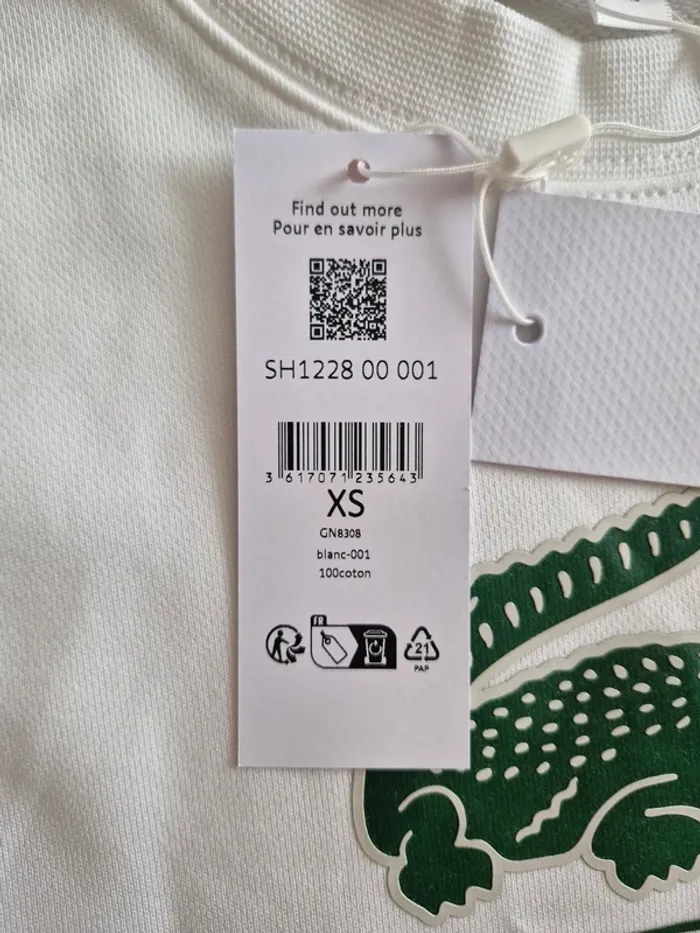 Find out more
Pour en savoir plus
SH1228 00 001
3 617071 235643
XS
GN8308
blanc-001
100coton
FR
21
PAP